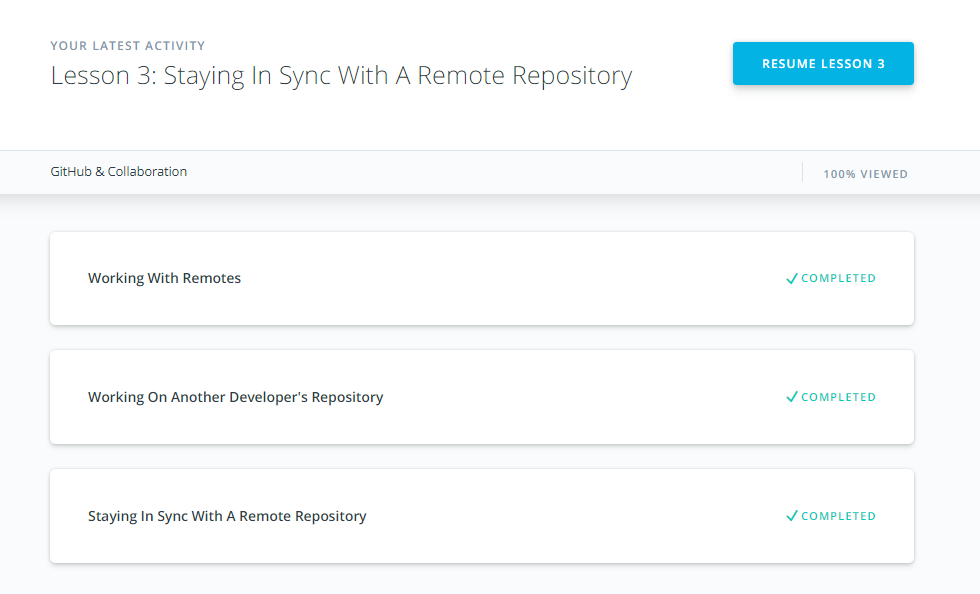 YOUR LATEST ACTIVITY
Lesson 3: Staying In Sync With A Remote Repository
RESUME LESSON 3
GitHub & Collaboration
100% VIEWED
Working With Remotes
COMPLETED
Working On Another Developer's Repository
COMPLETED
Staying In Sync With A Remote Repository
COMPLETED